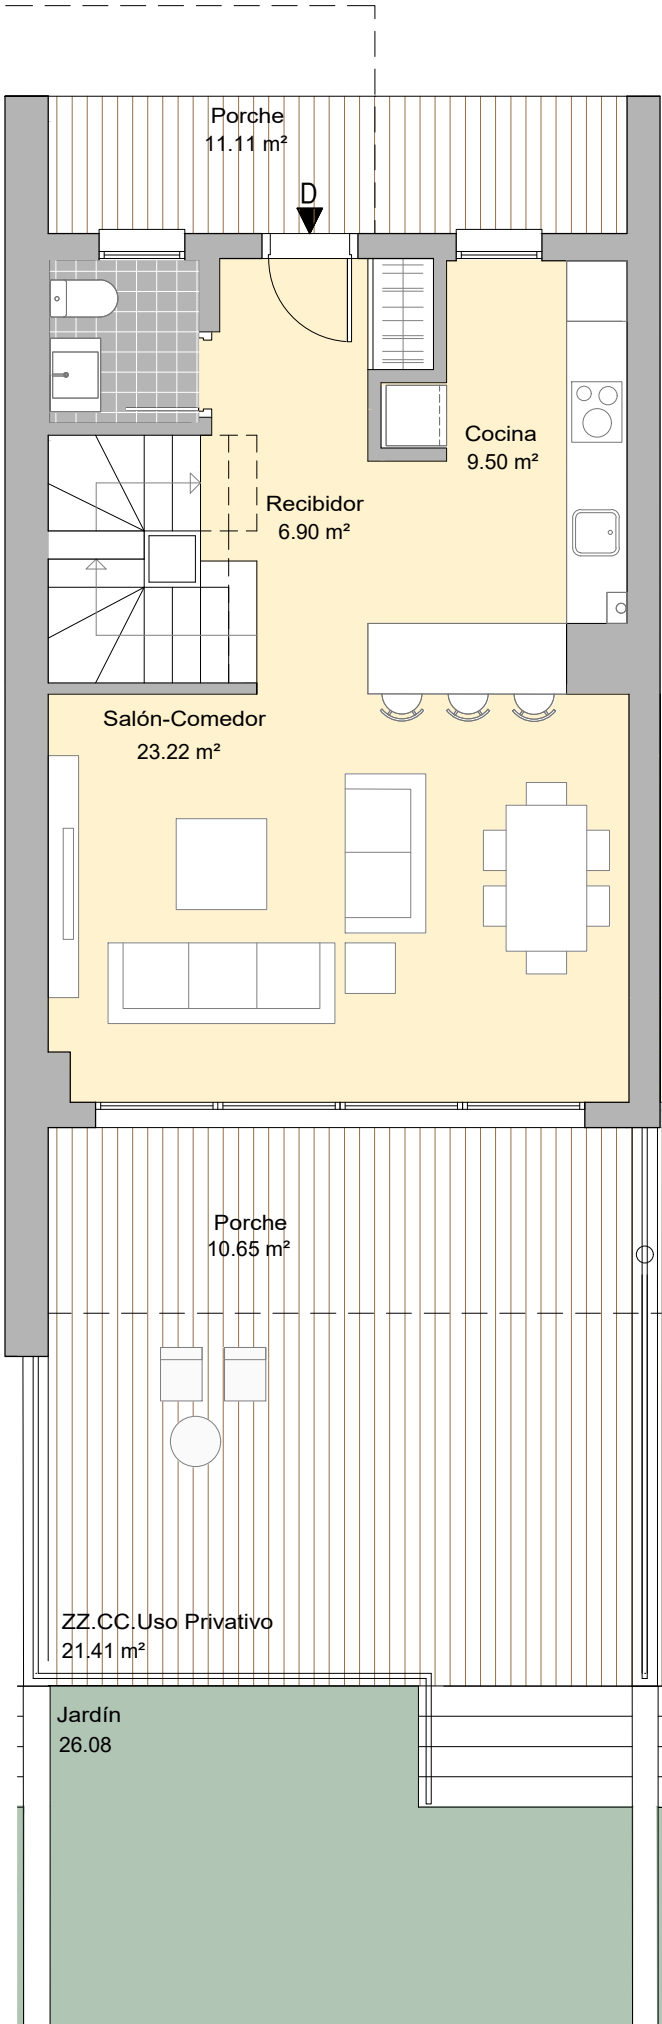 Porche
11.11 m²
D
Cocina
9.50 m²
Recibidor
6.90 m²
Salón-Comedor
23.22 m²
Porche
10.65 m²
ZZ.CC.Uso Privativo
21.41 m²
Jardín
26.08